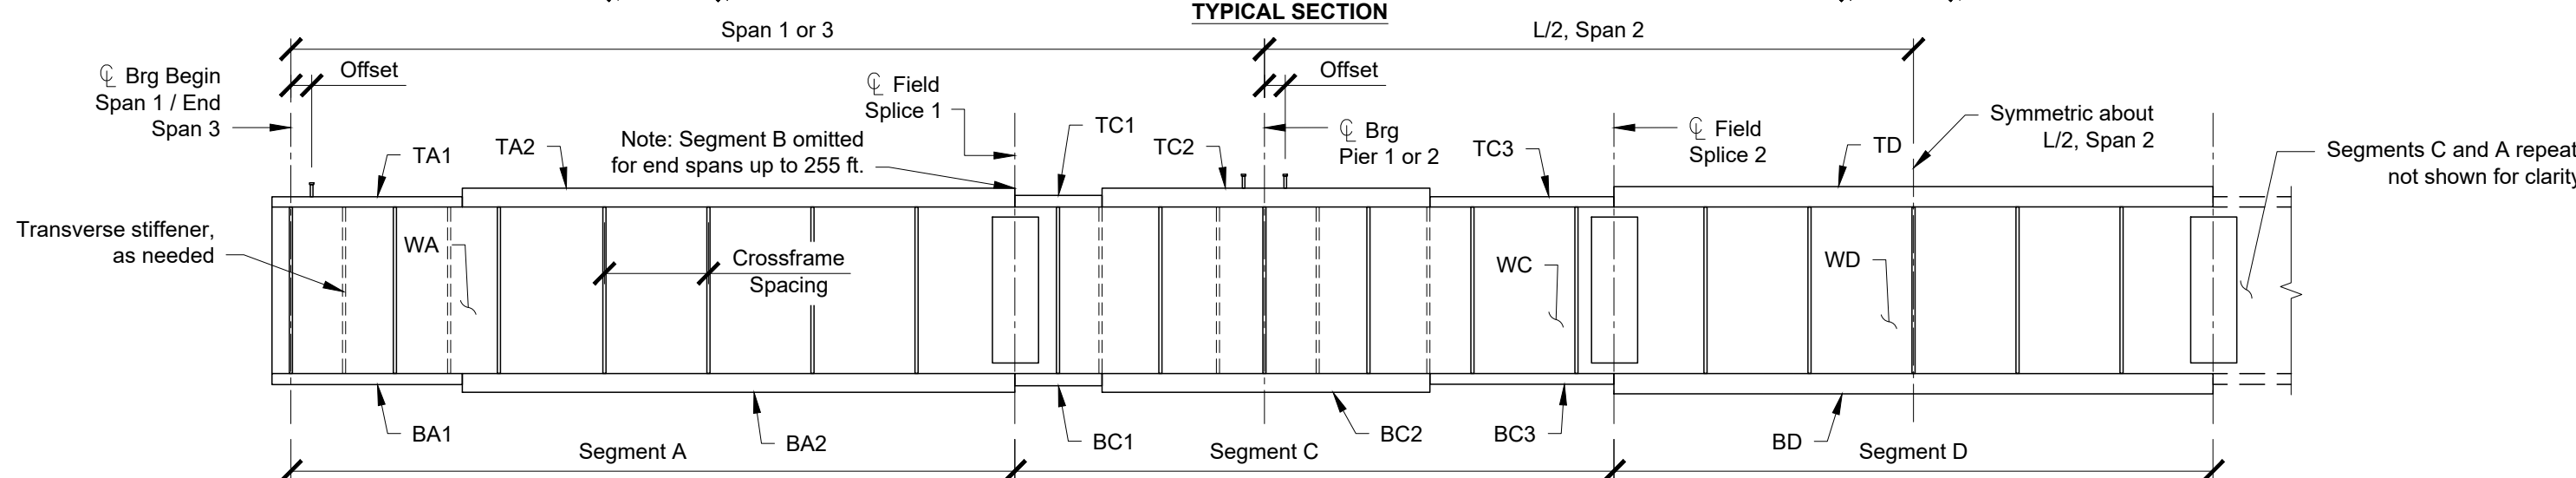 TYPICAL SECTION
Span 1 or 3
L/2, Span 2
℄ Brg Begin
Span 1 / End
Span 3
Offset
℄ Field
Splice 1
Offset
Symmetric about
L/2, Span 2
Note: Segment B omitted
for end spans up to 255 ft.
TA1
TA2
TC1
TC2
℄ Brg
Pier 1 or 2
TC3
℄ Field
Splice 2
TD
Segments C and A repeat
not shown for clarity
Transverse stiffener,
as needed
WA
Crossframe
Spacing
WC
WD
BA1
BA2
BC1
BC2
BC3
BD
Segment A
Segment C
Segment D